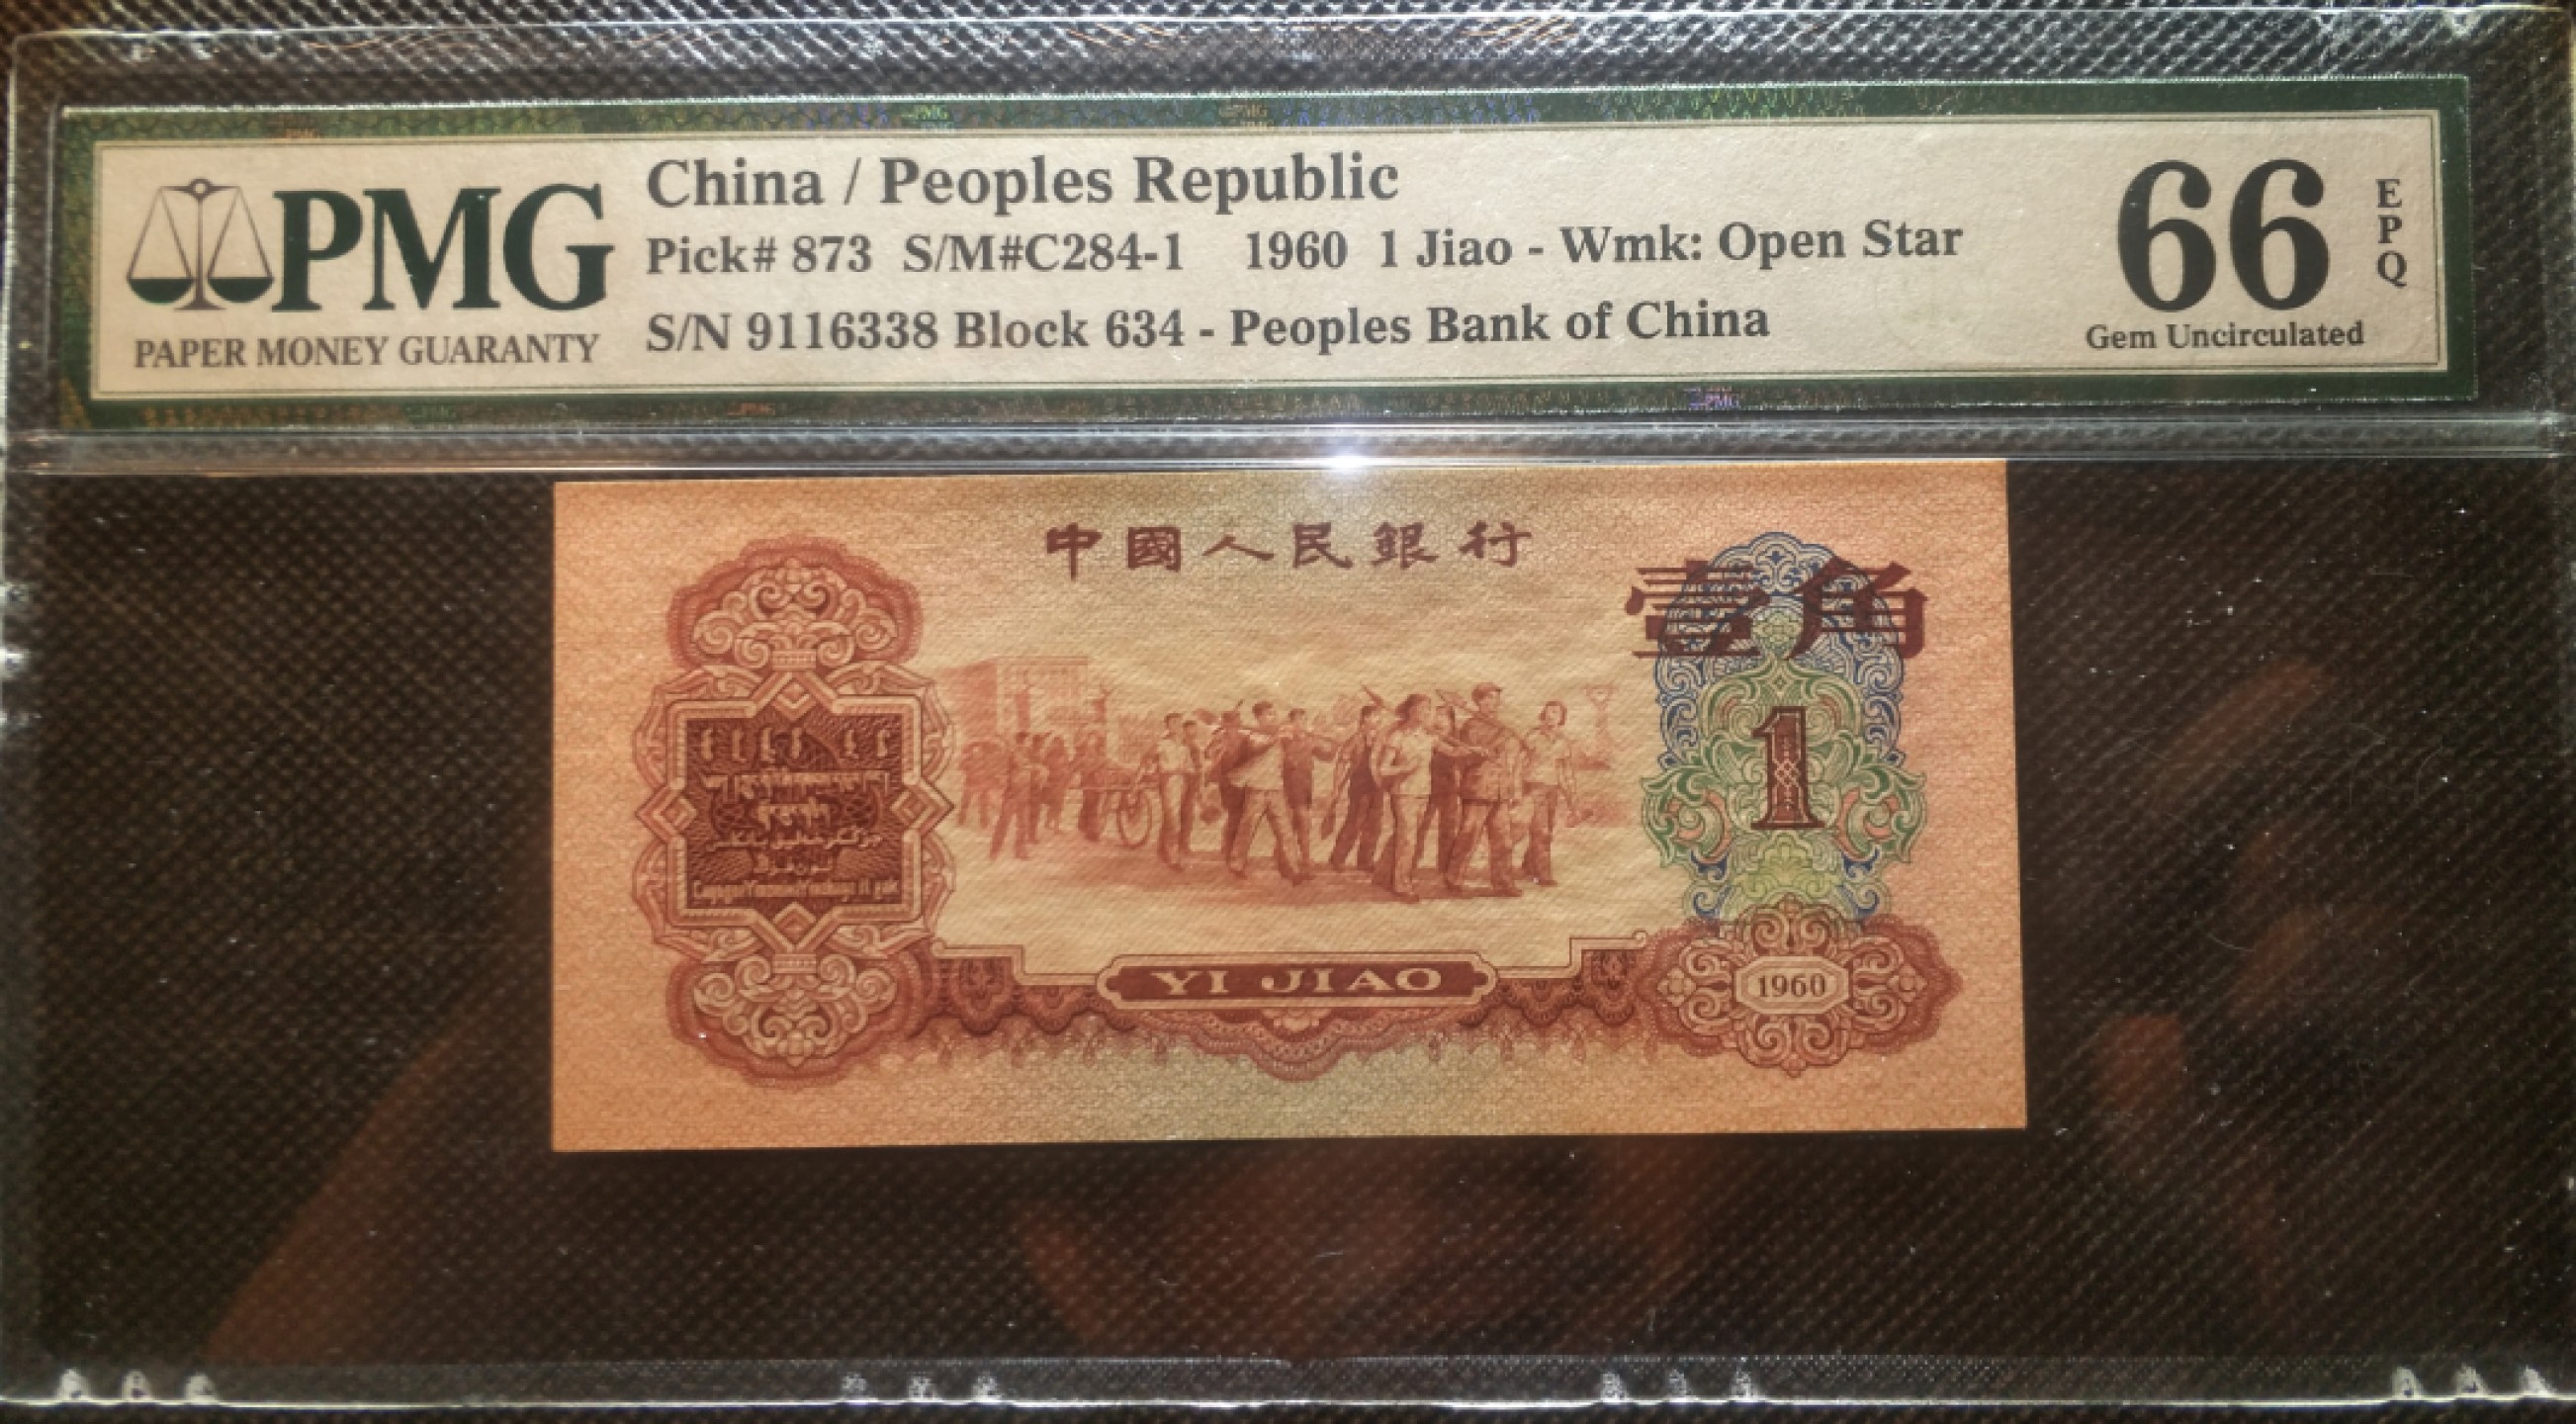 PMG
PAPER MONEY GUARANTY
China / Peoples Republic
Pick# 873 S/M#C284-1 1960 1 Jiao - Wmk: Open Star
S/N 9116338 Block 634 - Peoples Bank of China
66
EPQ
Gem Uncirculated
中國人民銀行
壹角
1
YI JIAO
1960